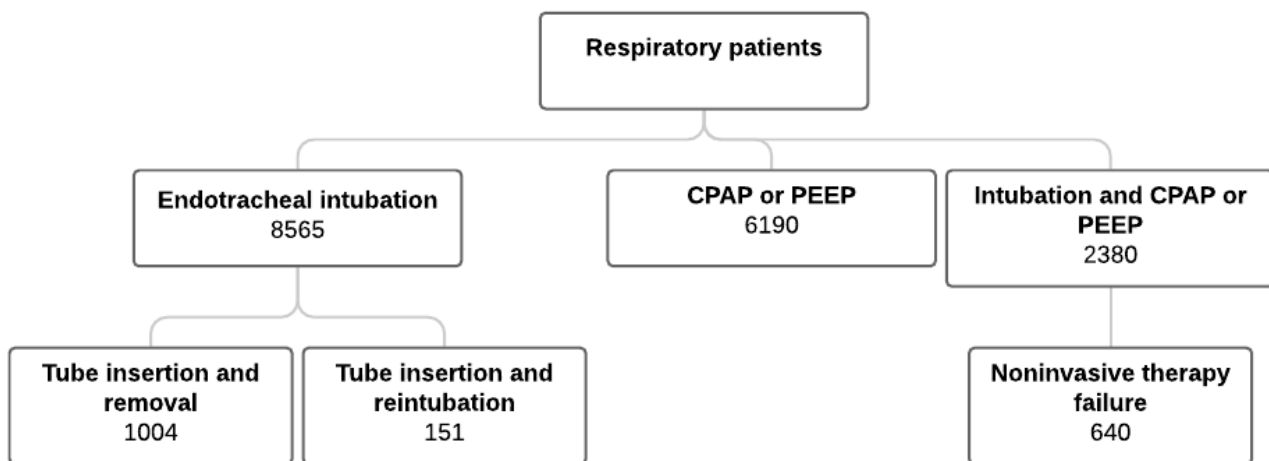 Respiratory patients
Endotracheal intubation
8565
CPAP or PEEP
6190
Intubation and CPAP or
PEEP
2380
Tube insertion and
removal
1004
Tube insertion and
reintubation
151
Noninvasive therapy
failure
640